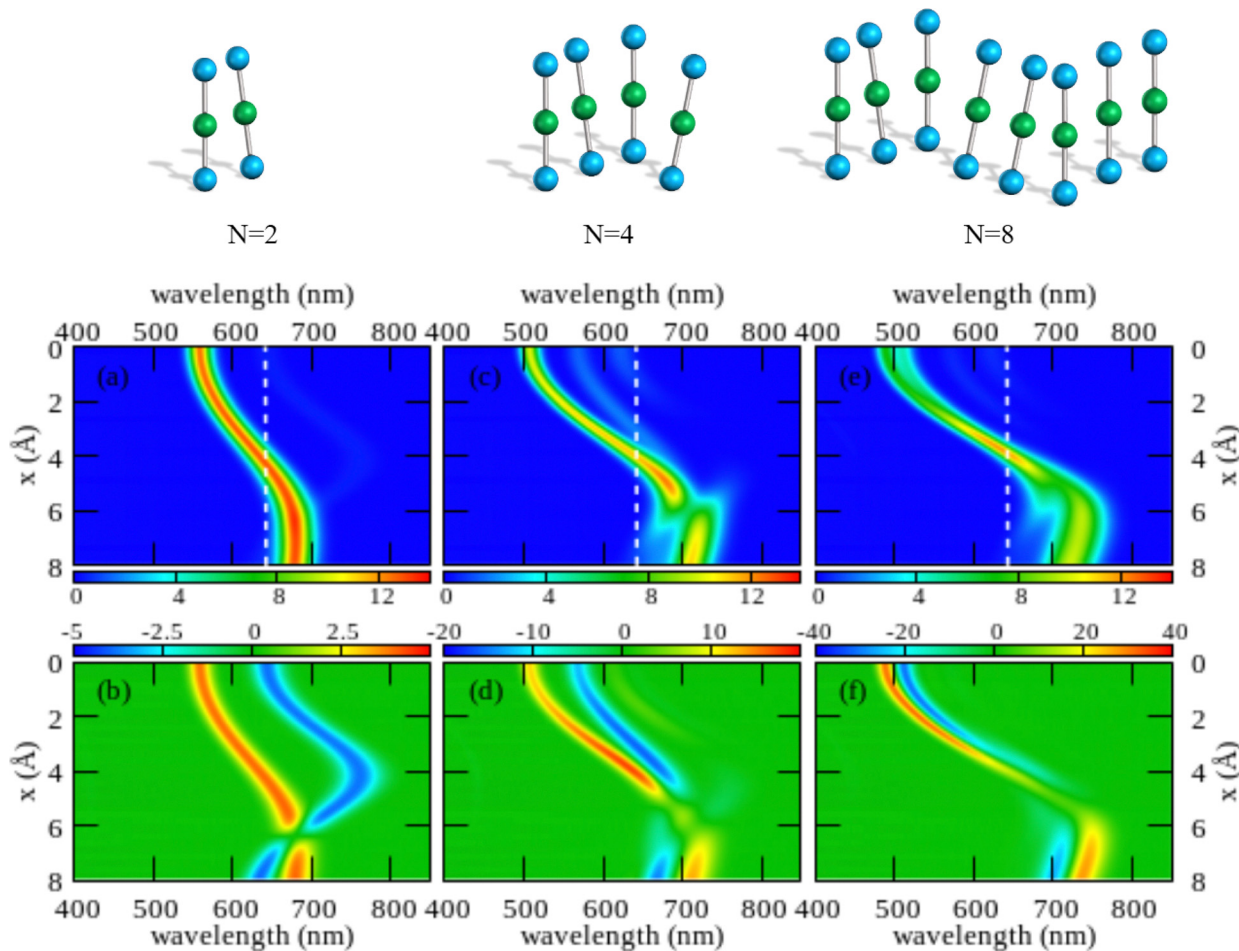 N=2 N=4 N=8
wavelength (nm) wavelength (nm) wavelength (nm)
400 500 600 700 800 400 500 600 700 800 400 500 600 700 800
0 (a) (c) (e) 0
2 2
x (Å) 4 4 x (Å)
6 6
8 8
0 4 8 12 0 4 8 12 0 4 8 12
-5 -2.5 0 2.5 -20 -10 0 10 -40 -20 0 20 40
0 (b) (d) (f) 0
2 2
x (Å) 4 4 x (Å)
6 6
8 8
400 500 600 700 800 400 500 600 700 800 400 500 600 700 800
wavelength (nm) wavelength (nm) wavelength (nm)